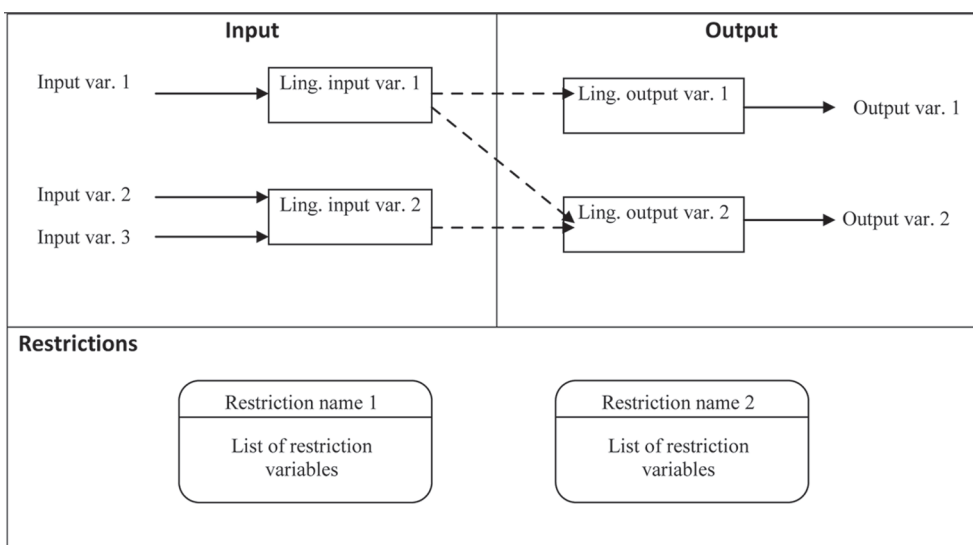 Input
Output
Input var. 1
Ling. input var. 1
Ling. output var. 1
Output var. 1
Input var. 2
Ling. input var. 2
Ling. output var. 2
Output var. 2
Input var. 3
Restrictions
Restriction name 1
List of restriction
variables
Restriction name 2
List of restriction
variables